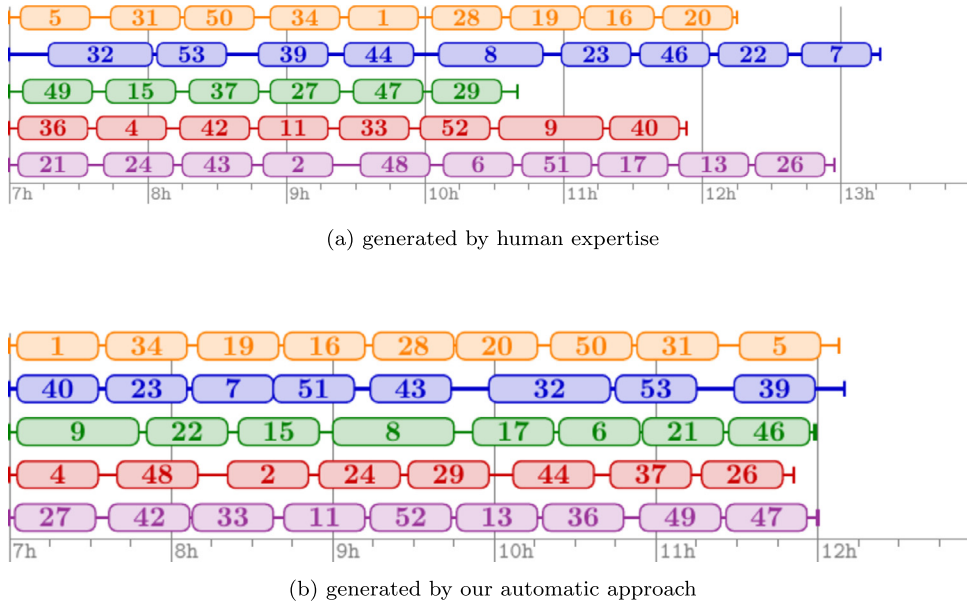 5 31 50 34 1 28 19 16 20
32 53 39 44 8 23 46 22 7
49 15 37 27 47 29
36 4 42 11 33 52 9 40
21 24 43 2 48 6 51 17 13 26
7h 8h 9h 10h 11h 12h 13h
(a) generated by human expertise
1 34 19 16 28 20 50 31 5
40 23 7 51 43 32 53 39
9 22 15 8 17 6 21 46
4 48 2 24 29 44 37 26
27 42 33 11 52 13 36 49 47
7h 8h 9h 10h 11h 12h
(b) generated by our automatic approach